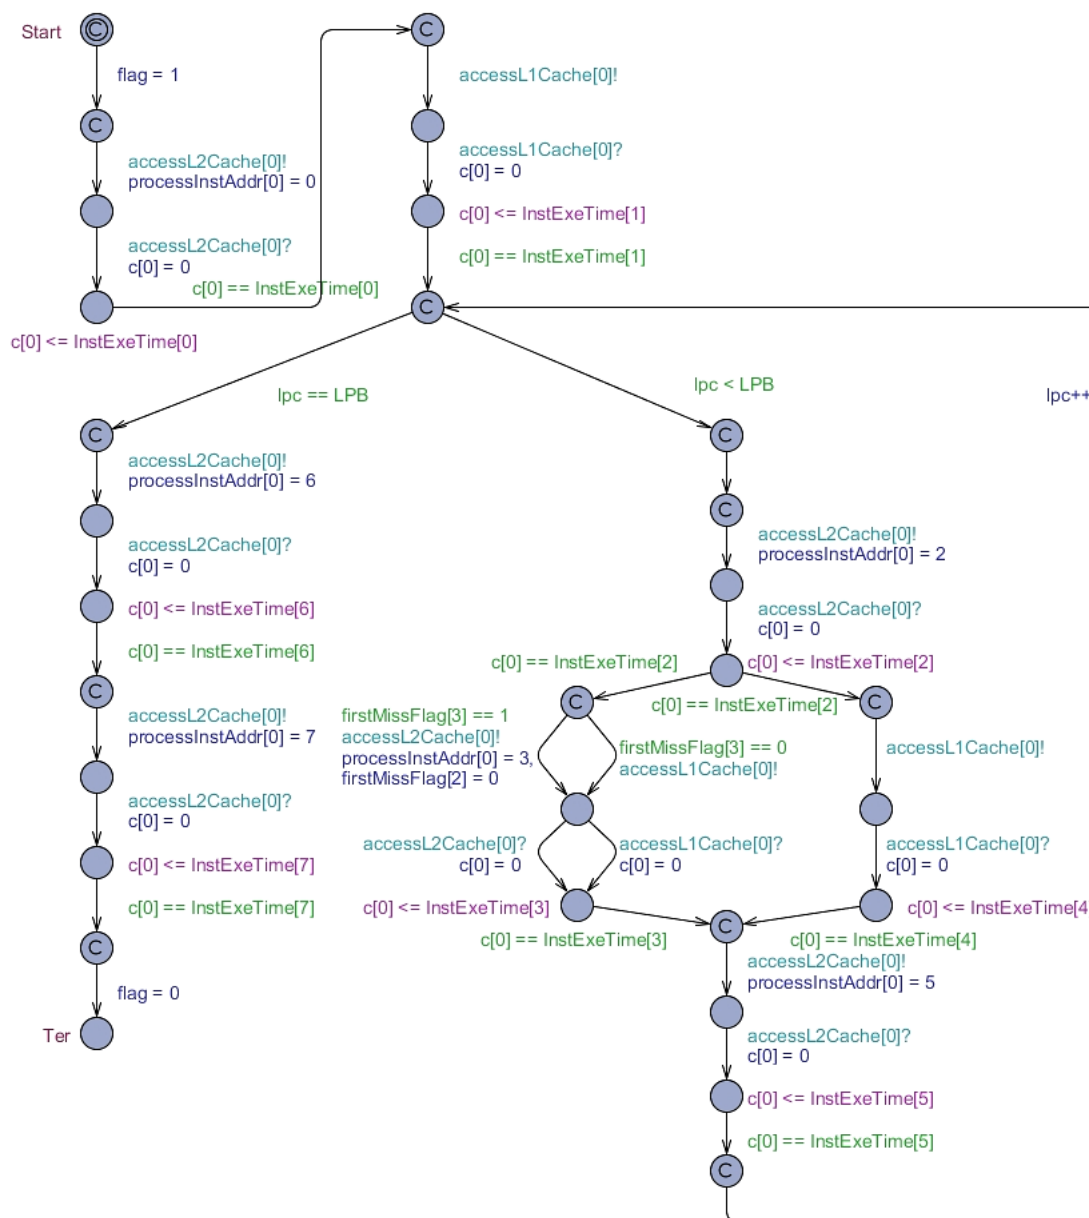 Start
C
C
flag = 1
accessL1Cache[0]!
C
accessL2Cache[0]!
processInstAddr[0] = 0
accessL1Cache[0]?
c[0] = 0
c[0] <= InstExeTime[1]
accessL2Cache[0]?
c[0] = 0
c[0] == InstExeTime[0]
c[0] == InstExeTime[1]
C
c[0] <= InstExeTime[0]
lpc == LPB
lpc < LPB
lpc++
C
C
accessL2Cache[0]!
processInstAddr[0] = 6
C
accessL2Cache[0]!
processInstAddr[0] = 2
accessL2Cache[0]?
c[0] = 0
c[0] <= InstExeTime[6]
accessL2Cache[0]?
c[0] = 0
c[0] == InstExeTime[6]
c[0] == InstExeTime[2]
c[0] <= InstExeTime[2]
C
C
C
c[0] == InstExeTime[2]
accessL2Cache[0]!
processInstAddr[0] = 7
firstMissFlag[3] == 1
accessL2Cache[0]!
processInstAddr[0] = 3,
firstMissFlag[2] = 0
firstMissFlag[3] == 0
accessL1Cache[0]!
accessL1Cache[0]!
accessL2Cache[0]?
c[0] = 0
accessL2Cache[0]?
c[0] = 0
accessL1Cache[0]?
c[0] = 0
accessL1Cache[0]?
c[0] = 0
c[0] <= InstExeTime[7]
c[0] == InstExeTime[7]
c[0] <= InstExeTime[3]
c[0] <= InstExeTime[4
C
C
c[0] == InstExeTime[3]
c[0] == InstExeTime[4]
accessL2Cache[0]!
processInstAddr[0] = 5
flag = 0
Ter
accessL2Cache[0]?
c[0] = 0
c[0] <= InstExeTime[5]
c[0] == InstExeTime[5]
C